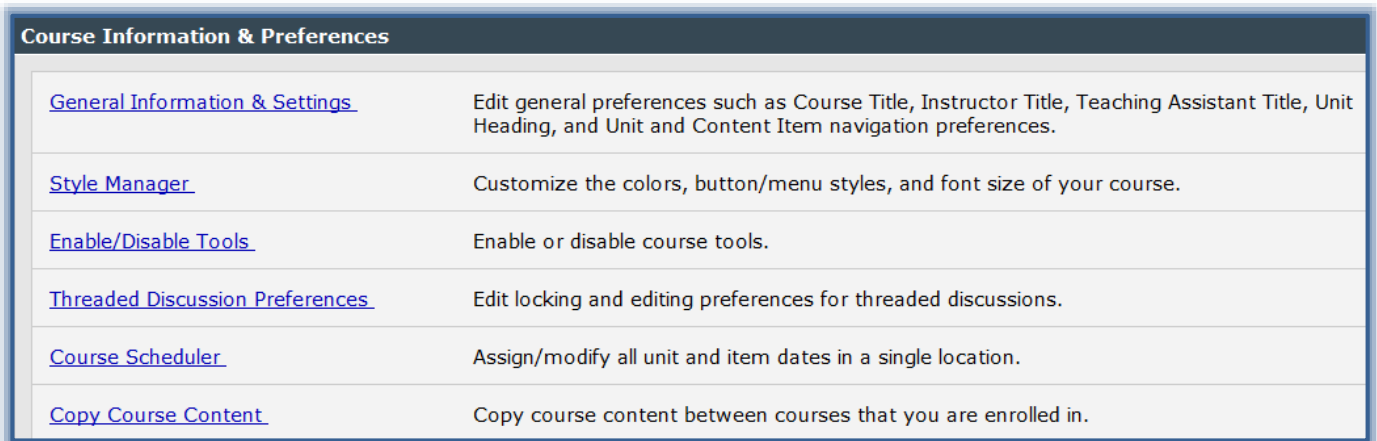 Course Information & Preferences
General Information & Settings
Edit general preferences such as Course Title, Instructor Title, Teaching Assistant Title, Unit
Heading, and Unit and Content Item navigation preferences.
Style Manager
Customize the colors, button/menu styles, and font size of your course.
Enable/Disable Tools
Enable or disable course tools.
Threaded Discussion Preferences
Edit locking and editing preferences for threaded discussions.
Course Scheduler
Assign/modify all unit and item dates in a single location.
Copy Course Content
Copy course content between courses that you are enrolled in.